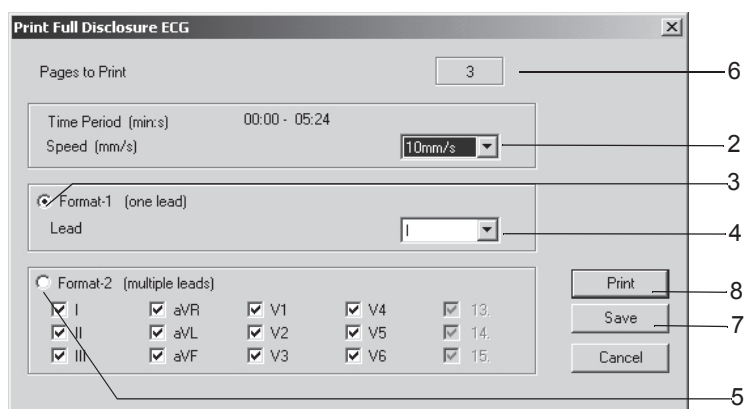 Print Full Disclosure ECG
Pages to Print 3 6
Time Period (min:s) 00:00 - 05:24
Speed (mm/s) 10mm/s 2
3
Format-1 (one lead)
Lead I 4
Format-2 (multiple leads) Print 8
I aVR V1 V4 13.
Save 7
II aVL V2 V5 14.
III aVF V3 V6 15. Cancel
5